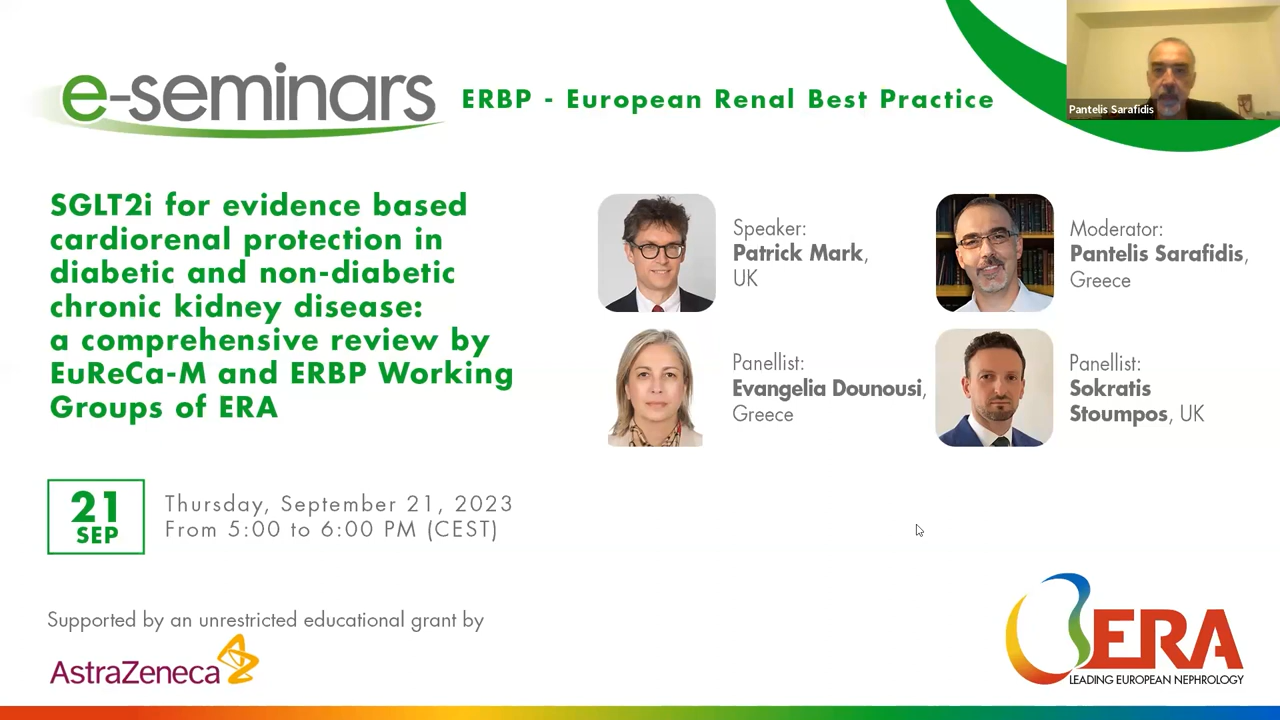 e-seminars
ERBP - European Renal Best Practice
Pantelis Sarafidis
SGLT2i for evidence based
cardiorenal protection in
diabetic and non-diabetic
chronic kidney disease:
a comprehensive review by
EuReCa-M and ERBP Working
Groups of ERA
Speaker:
Patrick Mark,
UK
Moderator:
Pantelis Sarafidis,
Greece
Panellist:
Evangelia Dounousi,
Greece
Panellist:
Sokratis
Stoumpos, UK
21
SEP
Thursday, September 21, 2023
From 5:00 to 6:00 PM (CEST)
Supported by an unrestricted educational grant by
AstraZeneca
ERA
LEADING EUROPEAN NEPHROLOGY